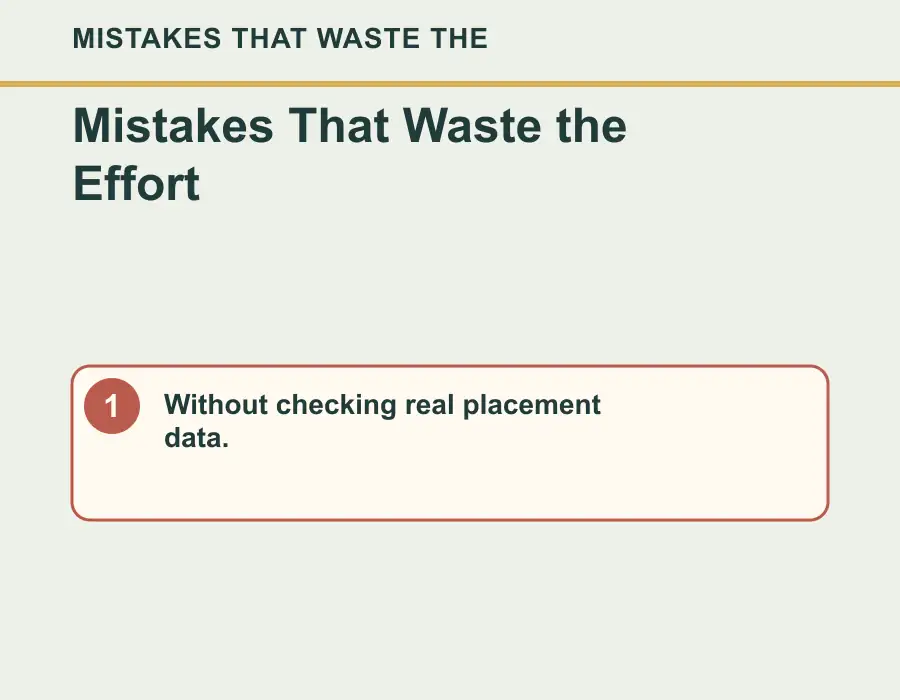 MISTAKES THAT WASTE THE
Mistakes That Waste the
Effort
1
Without checking real placement
data.